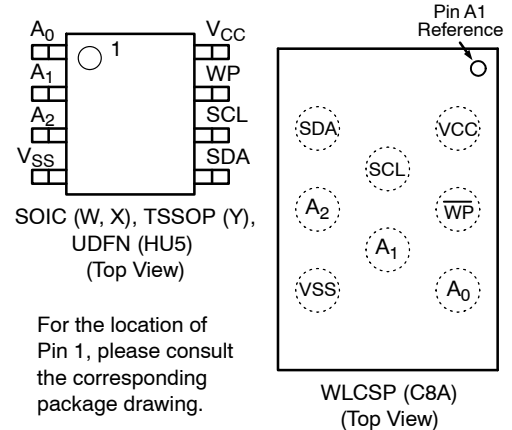 A0 VCC
1
A1 WP
A2 SCL
VSS SDA
SOIC (W, X), TSSOP (Y),
UDFN (HU5)
(Top View)
For the location of
Pin 1, please consult
the corresponding
package drawing.
Pin A1
Reference
SDA VCC
SCL
A2 W̅P̅
A1
VSS A0
WLCSP (C8A)
(Top View)